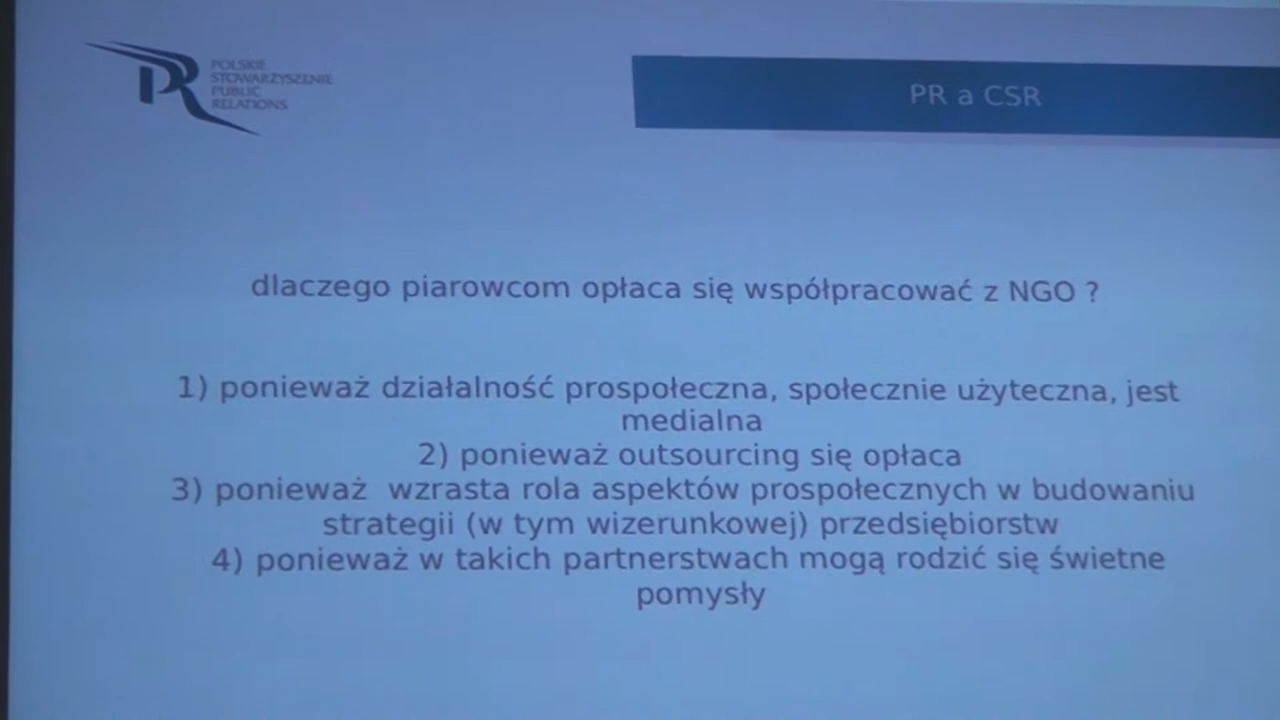 POLSKIE
STOWARZYSZENIE
PUBLIC
RELATIONS
PR a CSR
dlaczego piarowcom opłaca się współpracować z NGO ?
1) ponieważ działalność prospołeczna, społecznie użyteczna, jest
medialna
2) ponieważ outsourcing się opłaca
3) ponieważ wzrasta rola aspektów prospołecznych w budowaniu
strategii (w tym wizerunkowej) przedsiębiorstw
4) ponieważ w takich partnerstwach mogą rodzić się świetne
pomysły